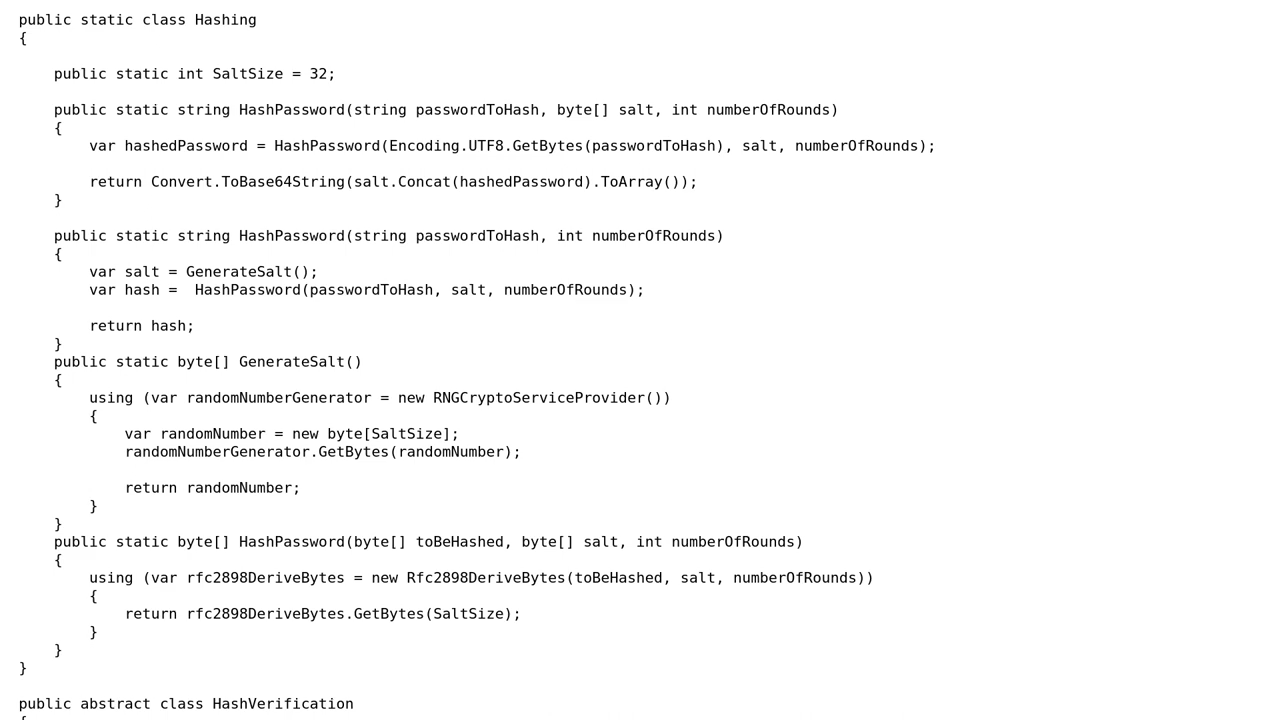 public static class Hashing
{
    public static int SaltSize = 32;
    public static string HashPassword(string passwordToHash, byte[] salt, int numberOfRounds)
    {
        var hashedPassword = HashPassword(Encoding.UTF8.GetBytes(passwordToHash), salt, numberOfRounds);
        return Convert.ToBase64String(salt.Concat(hashedPassword).ToArray());
    }
    public static string HashPassword(string passwordToHash, int numberOfRounds)
    {
        var salt = GenerateSalt();
        var hash =  HashPassword(passwordToHash, salt, numberOfRounds);
        return hash;
    }
    public static byte[] GenerateSalt()
    {
        using (var randomNumberGenerator = new RNGCryptoServiceProvider())
        {
            var randomNumber = new byte[SaltSize];
            randomNumberGenerator.GetBytes(randomNumber);
            return randomNumber;
        }
    }
    public static byte[] HashPassword(byte[] toBeHashed, byte[] salt, int numberOfRounds)
    {
        using (var rfc2898DeriveBytes = new Rfc2898DeriveBytes(toBeHashed, salt, numberOfRounds))
        {
            return rfc2898DeriveBytes.GetBytes(SaltSize);
        }
    }
}
public abstract class HashVerification
{